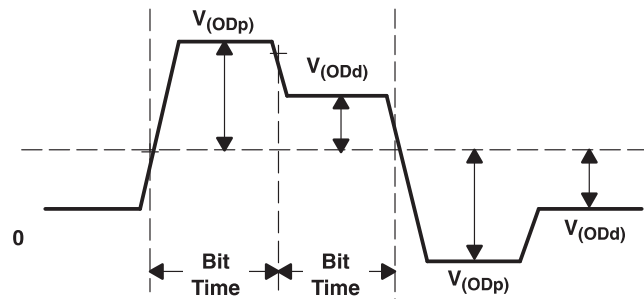 V(ODp)
V(ODd)
0
Bit
Time
Bit
Time
V(ODp)
V(ODd)